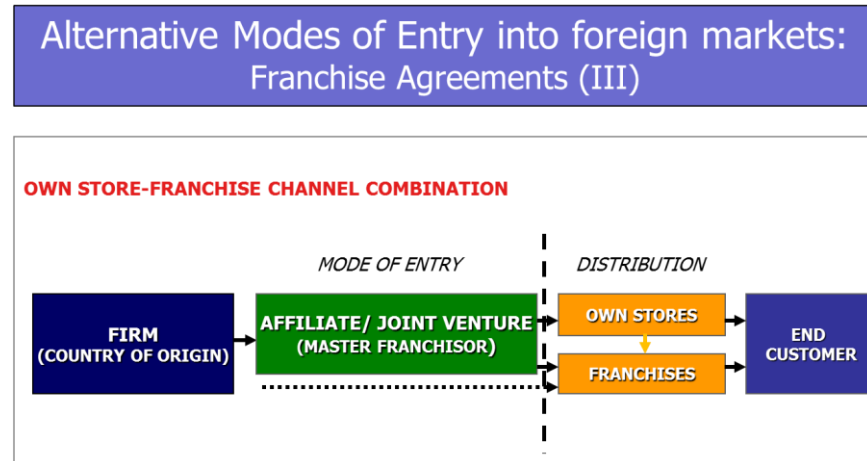 Alternative Modes of Entry into foreign markets:
Franchise Agreements (III)
OWN STORE-FRANCHISE CHANNEL COMBINATION
MODE OF ENTRY
DISTRIBUTION
FIRM
(COUNTRY OF ORIGIN)
AFFILIATE/ JOINT VENTURE
(MASTER FRANCHISOR)
OWN STORES
FRANCHISES
END
CUSTOMER